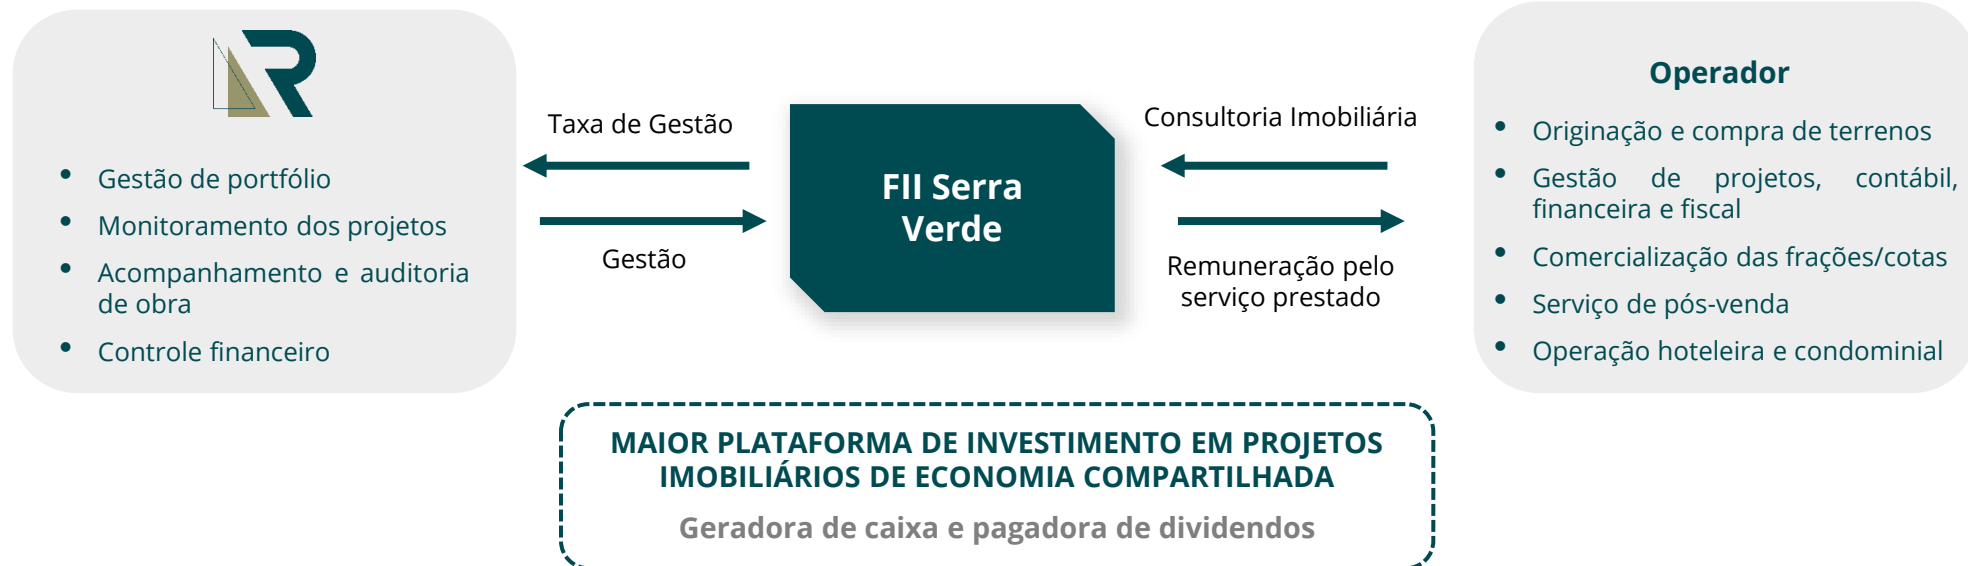 R
Gestão de portfólio
Monitoramento dos projetos
Acompanhamento e auditoria
de obra
Controle financeiro
Taxa de Gestão
Gestão
FII Serra
Verde
Consultoria Imobiliária
Remuneração pelo
serviço prestado
Operador
Originação e compra de terrenos
Gestão de projetos, contábil,
financeira e fiscal
Comercialização das frações/cotas
Serviço de pós-venda
Operação hoteleira e condominial
MAIOR PLATAFORMA DE INVESTIMENTO EM PROJETOS
IMOBILIÁRIOS DE ECONOMIA COMPARTILHADA
Geradora de caixa e pagadora de dividendos